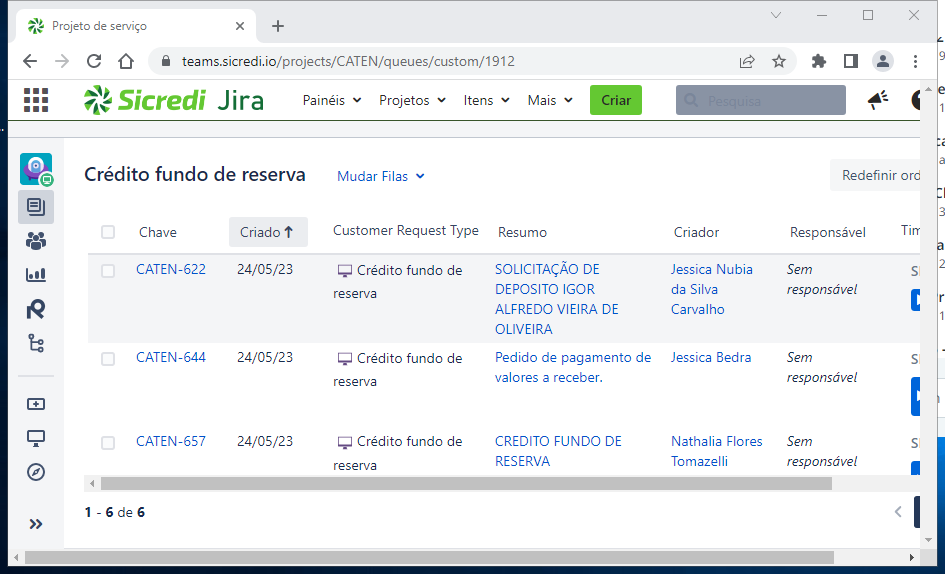 Projeto de serviço
teams.sicredi.io/projects/CATEN/queues/custom/1912
Sicredi Jira Painéis Projetos Itens Mais Criar Pesquisa
Crédito fundo de reserva Mudar Filas Redefinir ord
Chave Criado Customer Request Type Resumo Criador Responsável Tim
CATEN-622 24/05/23 Crédito fundo de SOLICITAÇÃO DE Jessica Nubia Sem
reserva DEPOSITO IGOR da Silva responsável
ALFREDO VIEIRA DE Carvalho
OLIVEIRA
CATEN-644 24/05/23 Crédito fundo de Pedido de pagamento de Jessica Bedra Sem
reserva valores a receber. responsável
CATEN-657 24/05/23 Crédito fundo de CREDITO FUNDO DE Nathalia Flores Sem
reserva RESERVA Tomazelli responsável
1 - 6 de 6